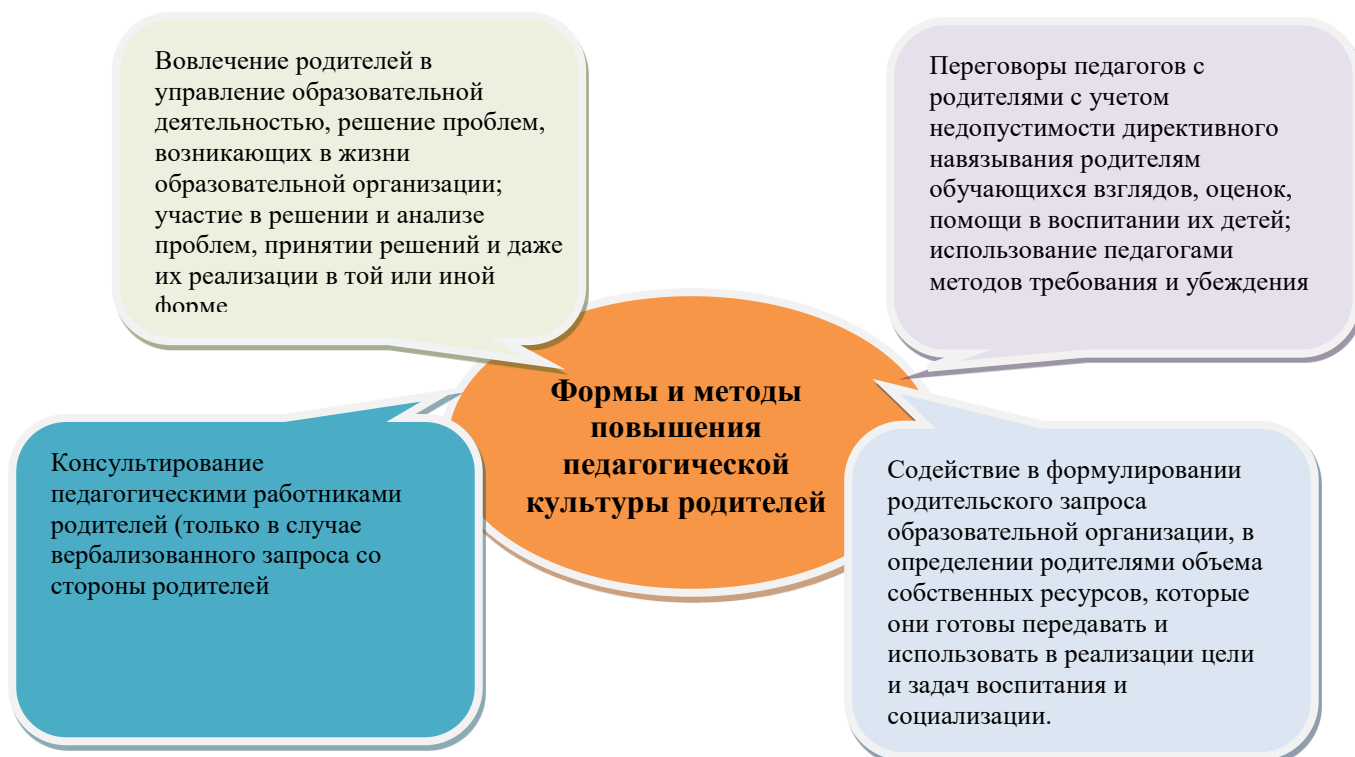 Вовлечение родителей в
управление образовательной
деятельностью, решение проблем,
возникающих в жизни
образовательной организации;
участие в решении и анализе
проблем, принятии решений и даже
их реализации в той или иной
форме
Переговоры педагогов с
родителями с учетом
недопустимости директивного
навязывания родителям
обучающихся взглядов, оценок,
помощи в воспитании их детей;
использование педагогами
методов требования и убеждения
Формы и методы
повышения
педагогической
культуры родителей
Консультирование
педагогическими работниками
родителей (только в случае
вербализованного запроса со
стороны родителей
Содействие в формулировании
родительского запроса
образовательной организации, в
определении родителями объема
собственных ресурсов, которые
они готовы передавать и
использовать в реализации цели
и задач воспитания и
социализации.